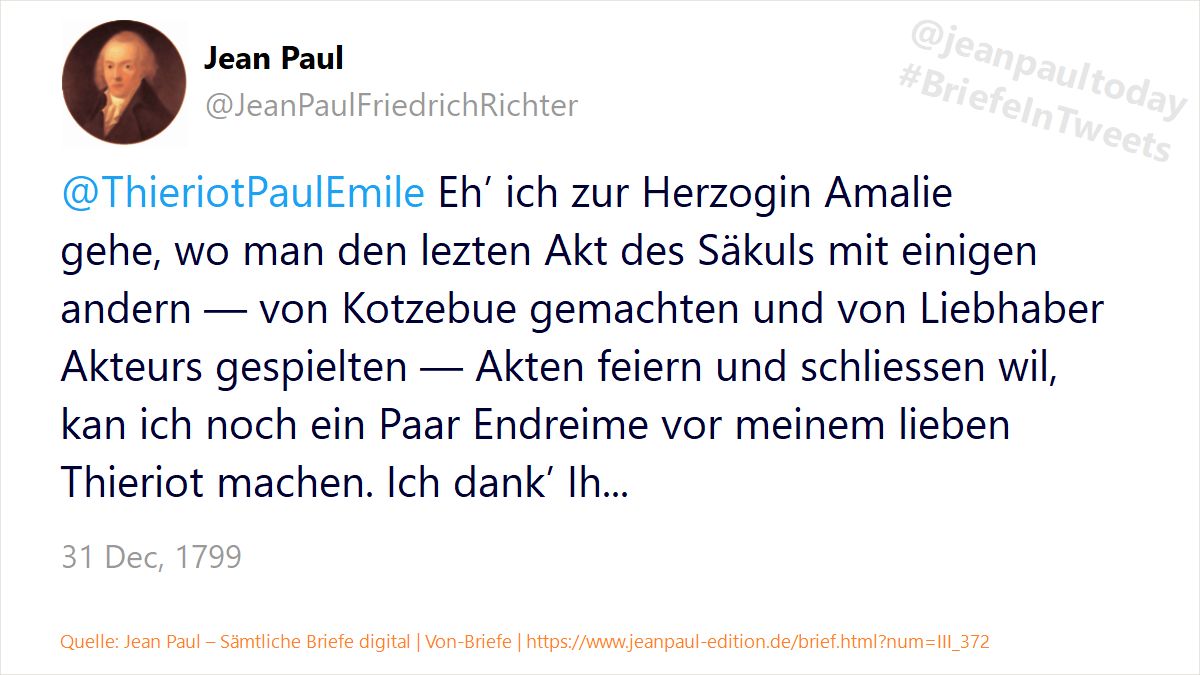 Jean Paul
@JeanPaulFriedrichRichter
@jeanpaultoday
#BriefeInTweets
@ThieriotPaulEmile Eh’ ich zur Herzogin Amalie
gehe, wo man den lezten Akt des Säkuls mit einigen
andern — von Kotzebue gemachten und von Liebhaber
Akteurs gespielten — Akten feiern und schliessen wil,
kan ich noch ein Paar Endreime vor meinem lieben
Thieriot machen. Ich dank’ Ih...
31 Dec, 1799
Quelle: Jean Paul – Sämtliche Briefe digital | Von-Briefe | https://www.jeanpaul-edition.de/brief.html?num=III_372